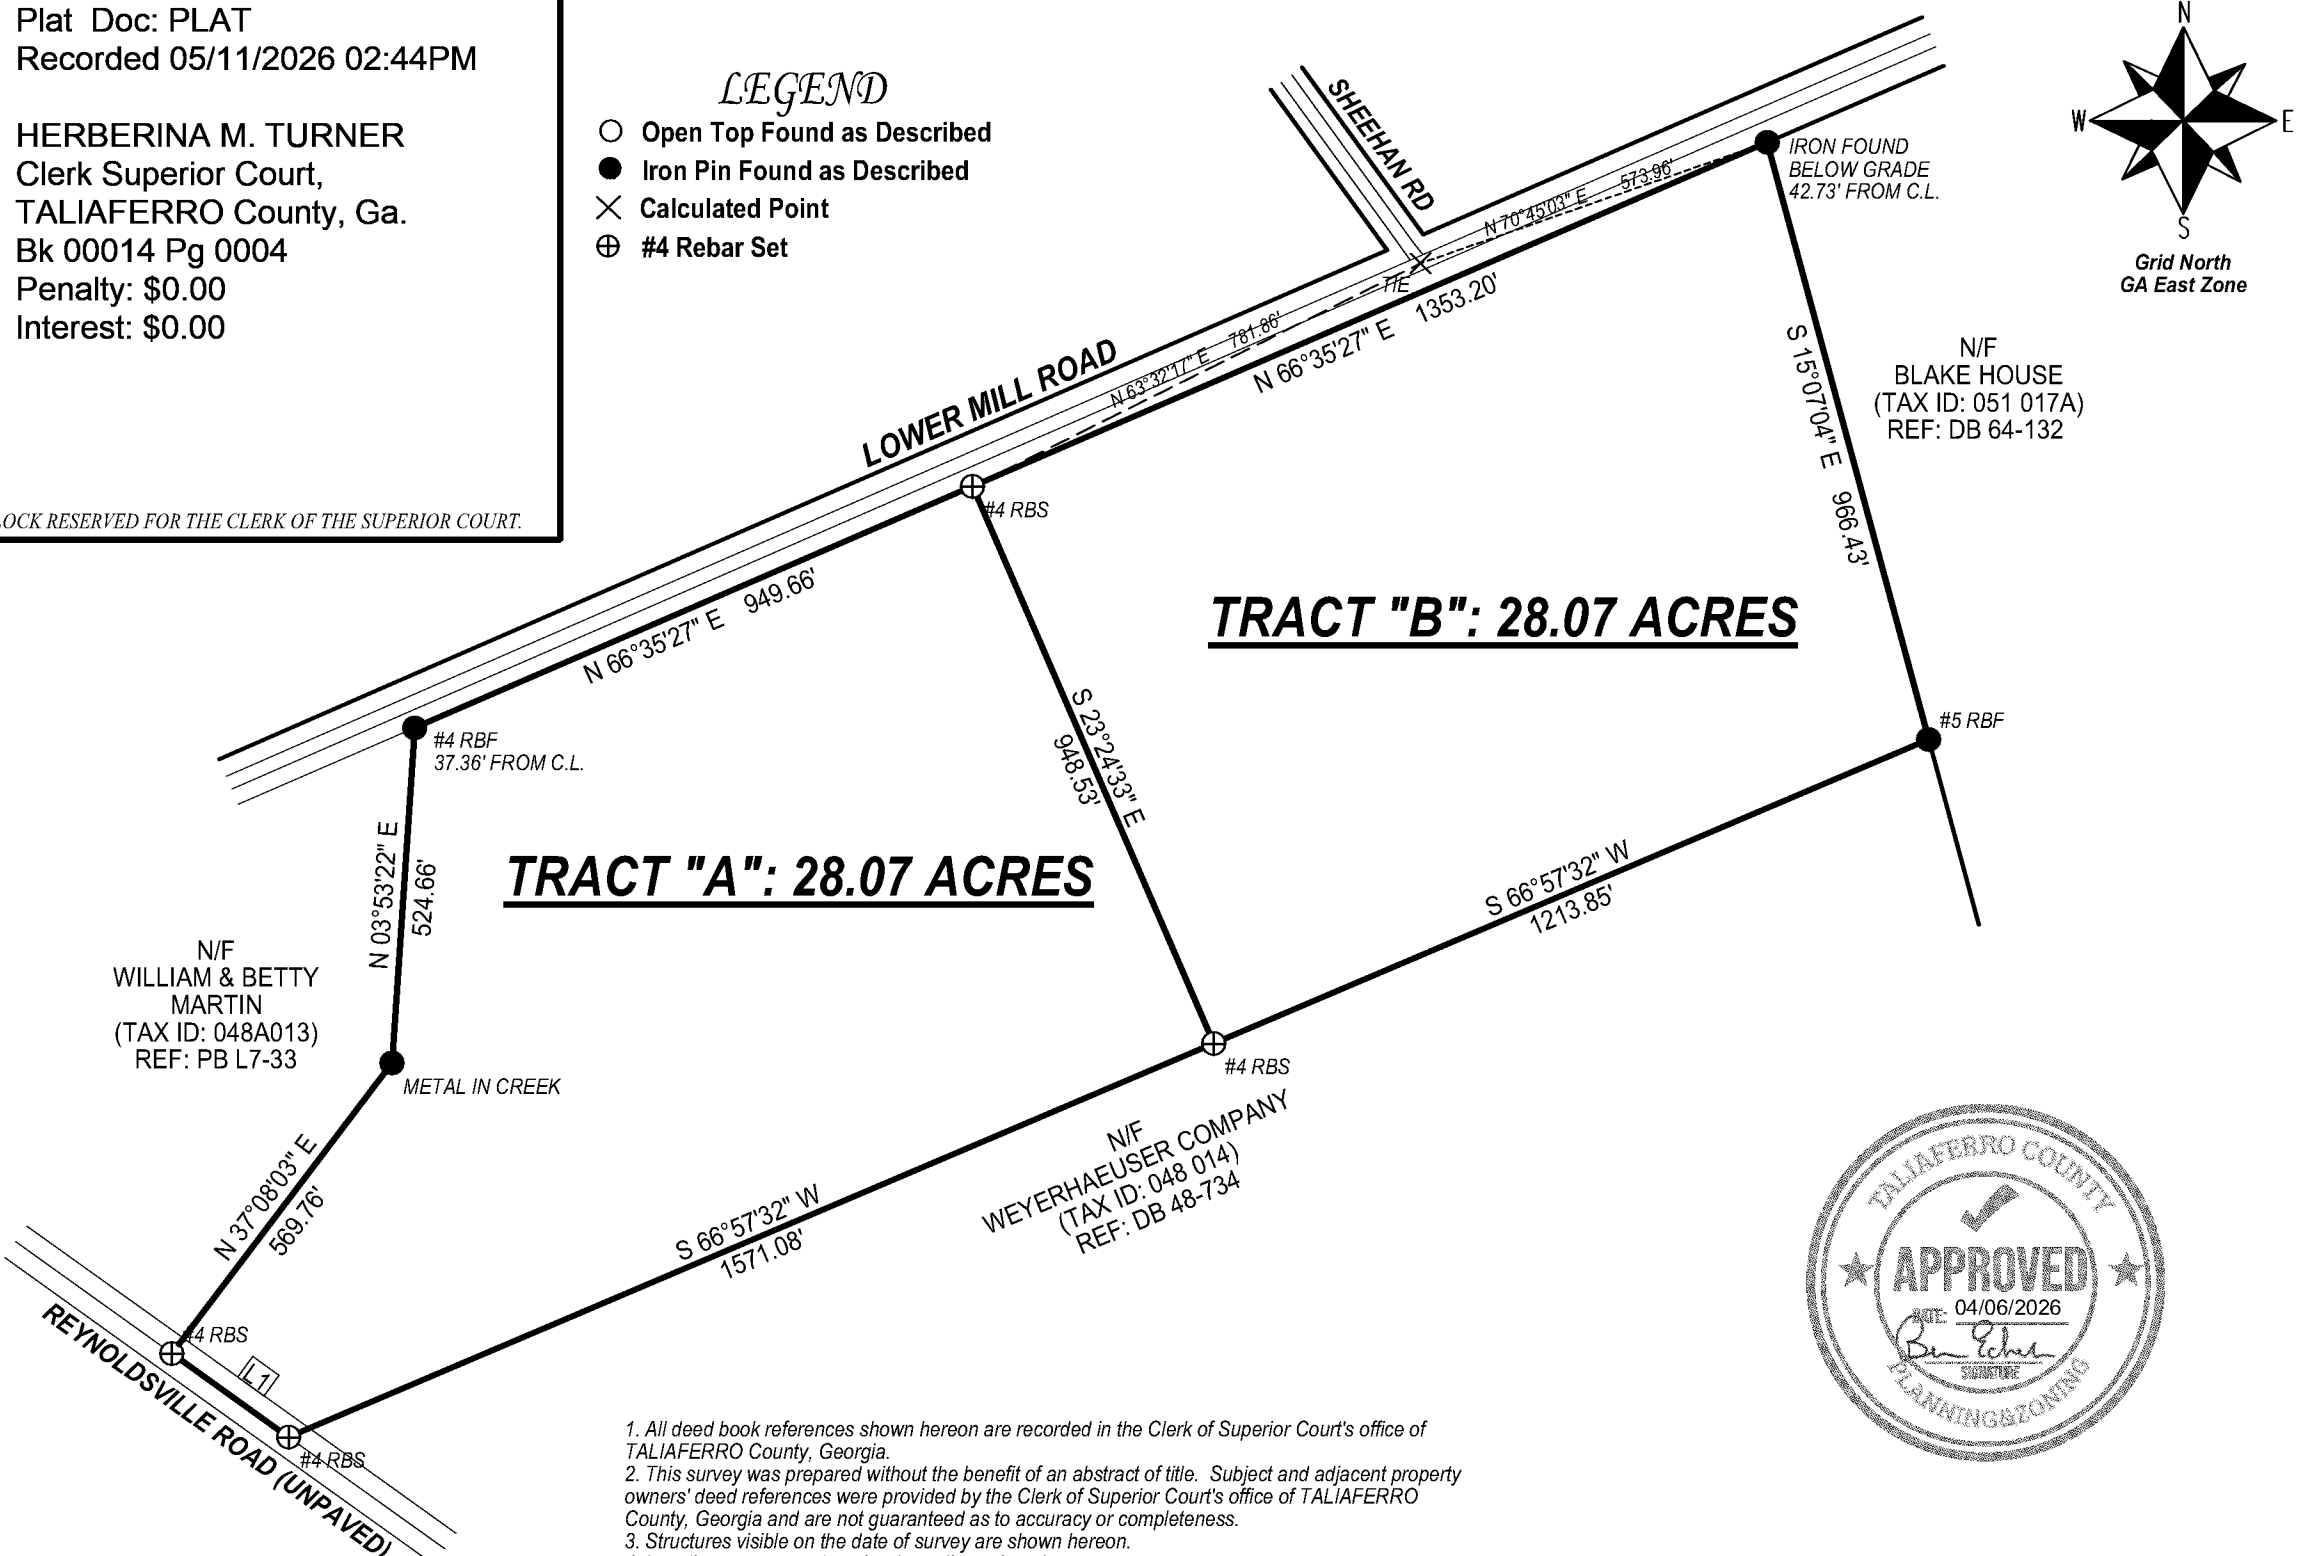 Plat Doc: PLAT
Recorded 05/11/2026 02:44PM
HERBERINA M. TURNER
Clerk Superior Court,
TALIAFERRO County, Ga.
Bk 00014 Pg 0004
Penalty: $0.00
Interest: $0.00
RESERVED FOR THE CLERK OF THE SUPERIOR COURT.
LEGEND
Open Top Found as Described
Iron Pin Found as Described
Calculated Point
#4 Rebar Set
N
W
E
S
Grid North
GA East Zone
SHEEHAN RD
LOWER MILL ROAD
IRON FOUND
BELOW GRADE
42.73' FROM C.L.
N 70°45'03" E 573.96'
TIE
N 63°32'17" E 781.86'
N 66°35'27" E 1353.20'
#4 RBS
S 15°07'04" E 966.43'
N/F
BLAKE HOUSE
(TAX ID: 051 017A)
REF: DB 64-132
TRACT "B": 28.07 ACRES
N 66°35'27" E 949.66'
#4 RBF
37.36' FROM C.L.
S 23°24'33" E
948.53'
#5 RBF
S 66°57'32" W
1213.85'
TRACT "A": 28.07 ACRES
N 03°53'22" E
524.66'
N/F
WILLIAM & BETTY
MARTIN
(TAX ID: 048A013)
REF: PB L7-33
METAL IN CREEK
#4 RBS
N/F
WEYERHAEUSER COMPANY
(TAX ID: 048 014)
REF: DB 48-734
N 37°08'03" E
569.76'
S 66°57'32" W
1571.08'
#4 RBS
L1
#4 RBS
REYNOLDSVILLE ROAD (UNPAVED)
TALIAFERRO COUNTY
APPROVED
DATE: 04/06/2026
SIGNATURE
PLANNING&ZONING
1. All deed book references shown hereon are recorded in the Clerk of Superior Court's office of
TALIAFERRO County, Georgia.
2. This survey was prepared without the benefit of an abstract of title. Subject and adjacent property
owners' deed references were provided by the Clerk of Superior Court's office of TALIAFERRO
County, Georgia and are not guaranteed as to accuracy or completeness.
3. Structures visible on the date of survey are shown hereon.